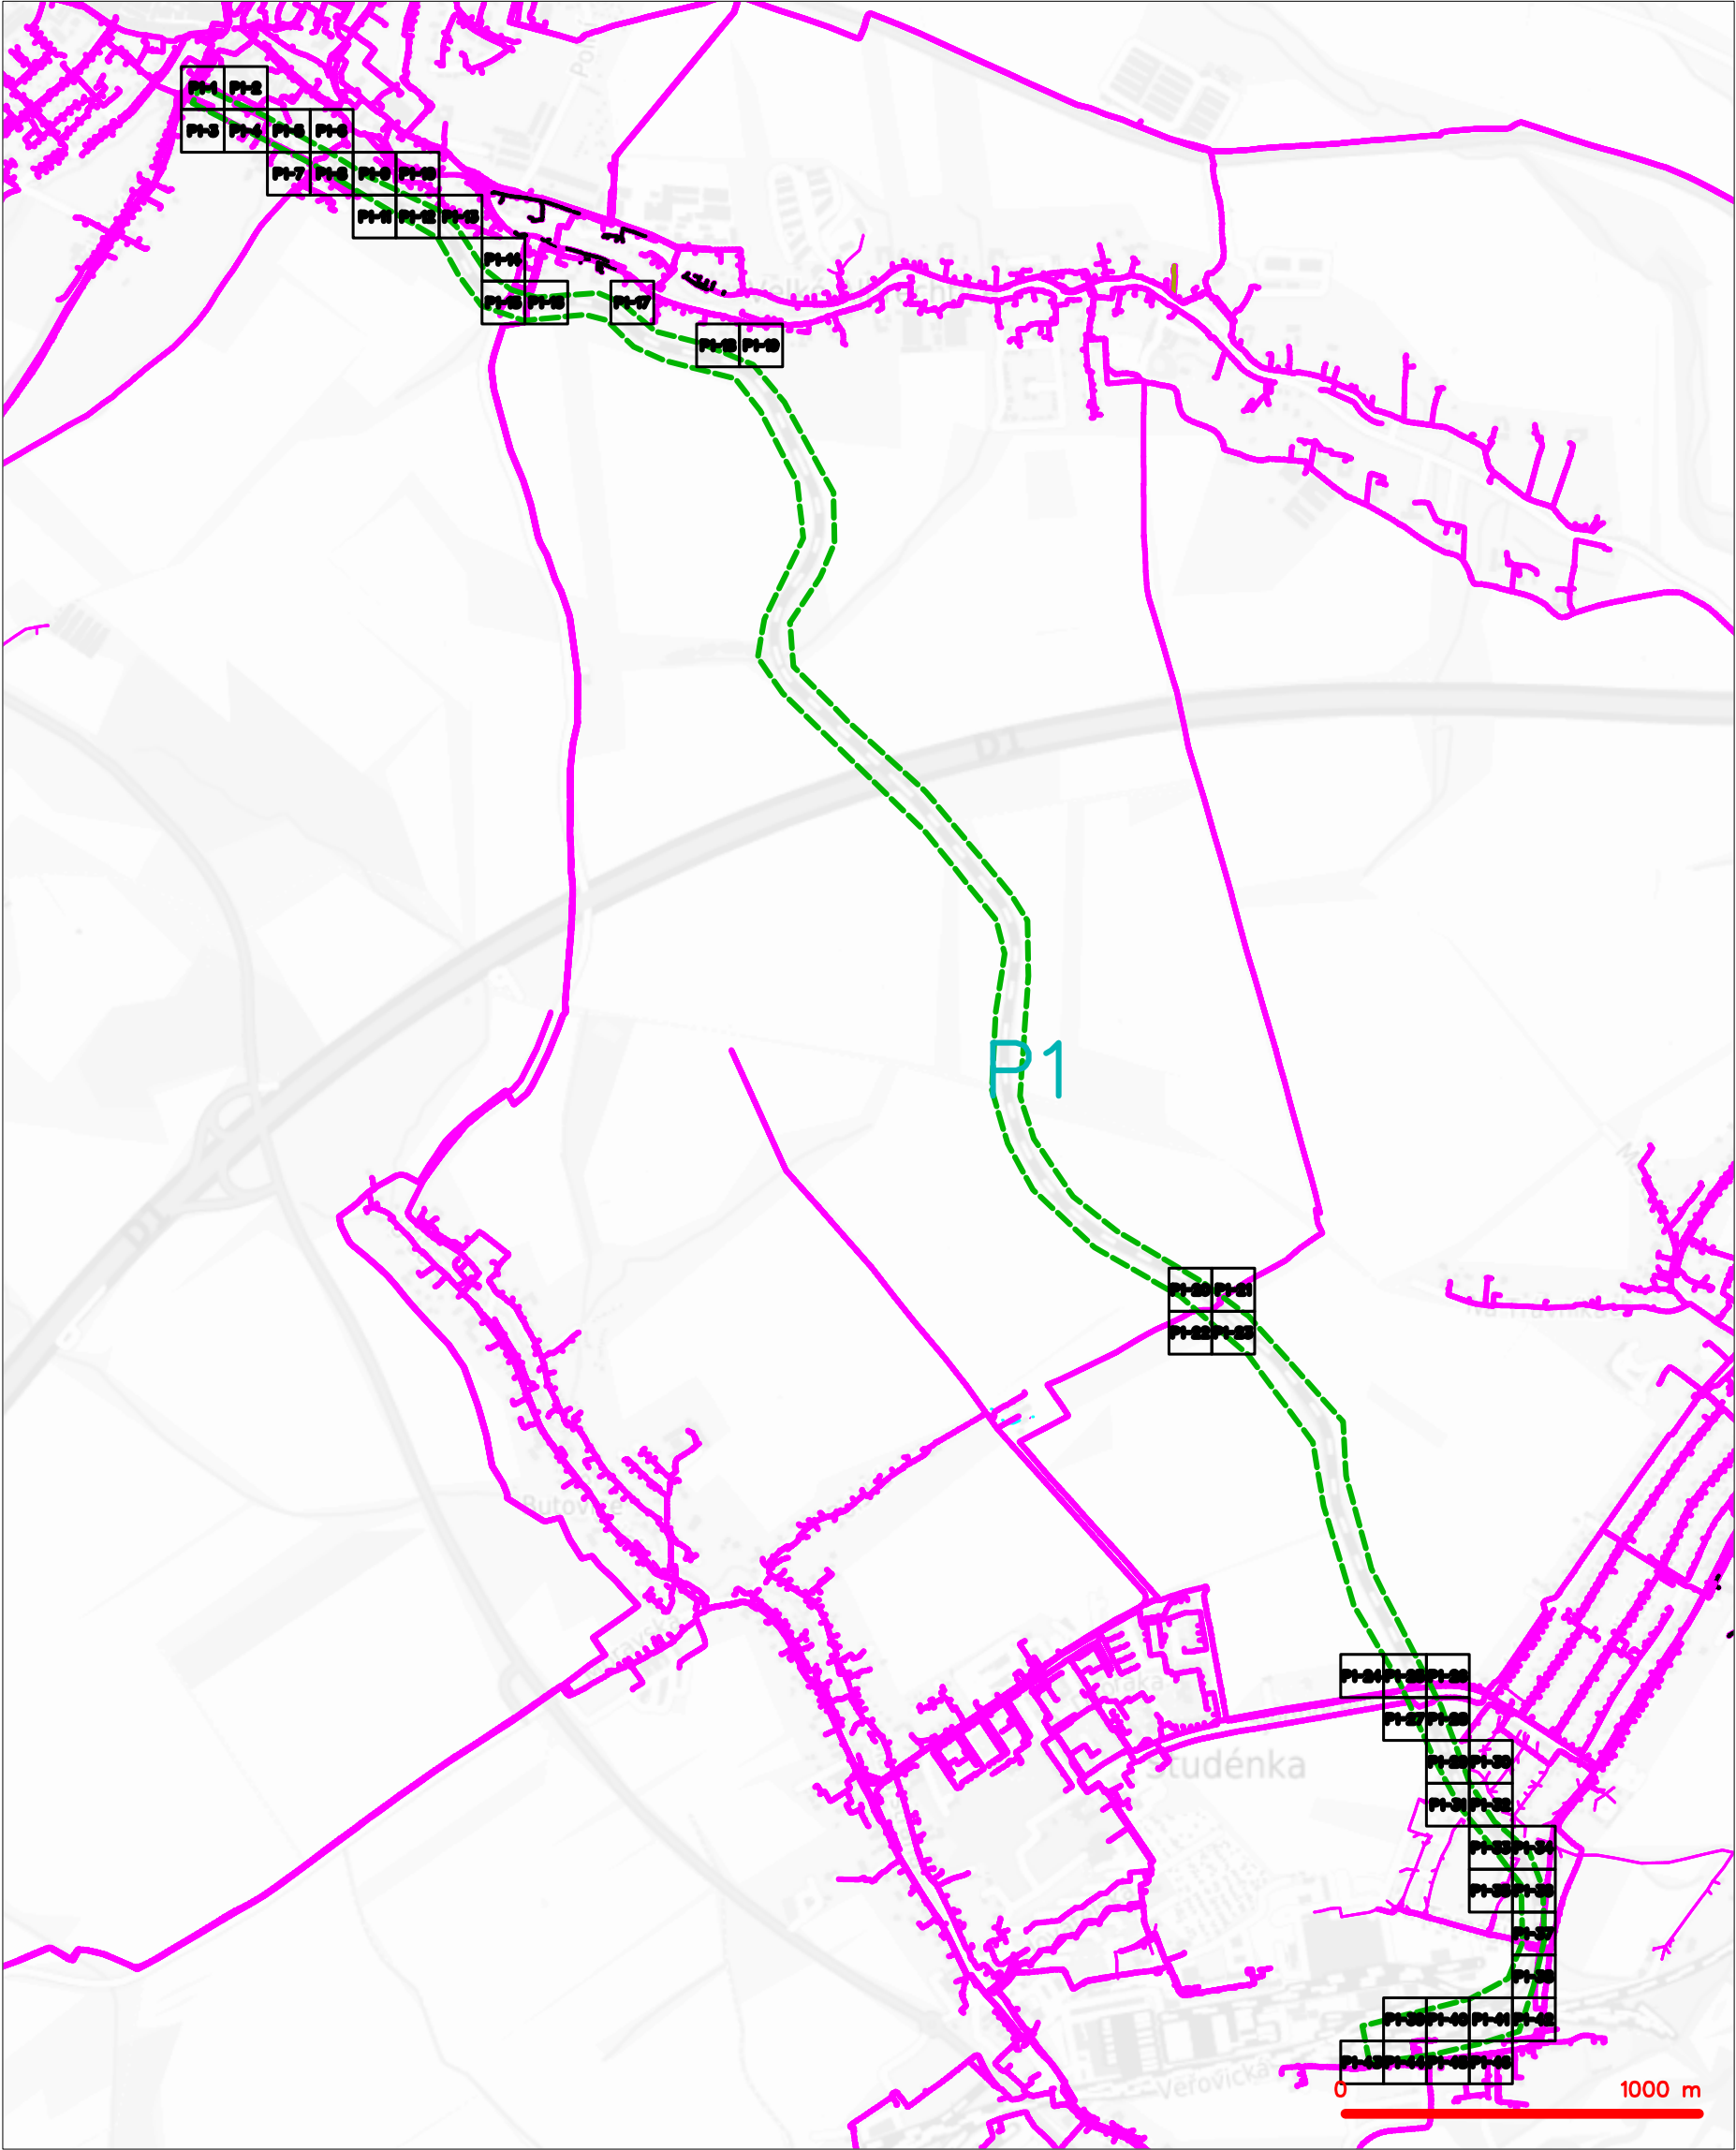 P1-1 P1-2
P1-3 P1-4 P1-5 P1-6
P1-7 P1-8 P1-9 P1-10
P1-11 P1-12 P1-13
P1-14
P1-15 P1-16 P1-17
P1-18 P1-19
D1
P1
D1
P1-20 P1-21
P1-22 P1-23
Butovice
P1-24 P1-25 P1-26
P1-27 P1-28
Studénka
P1-29 P1-30
P1-31 P1-32
P1-33 P1-34
P1-35 P1-36
P1-37
P1-38
P1-39 P1-40 P1-41 P1-42
P1-43 P1-44 P1-45 P1-46
Veřovická
0 1000 m